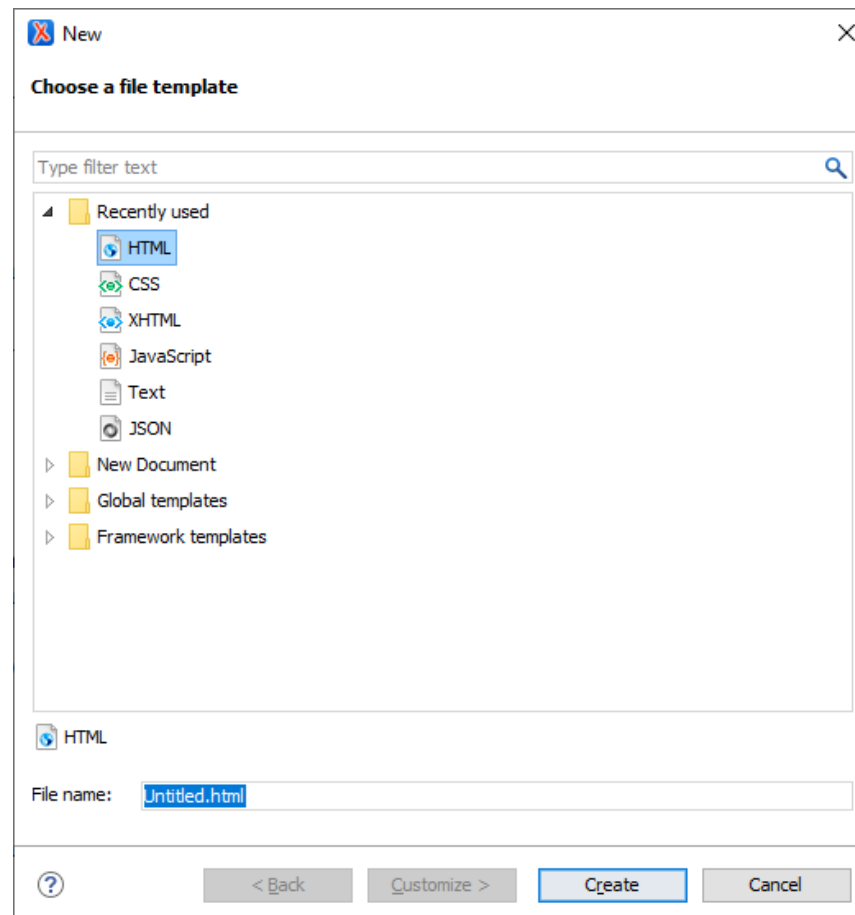 New
Choose a file template
Type filter text
Recently used
HTML
CSS
XHTML
JavaScript
Text
JSON
New Document
Global templates
Framework templates
HTML
File name: Untitled.html
? < Back Customize > Create Cancel